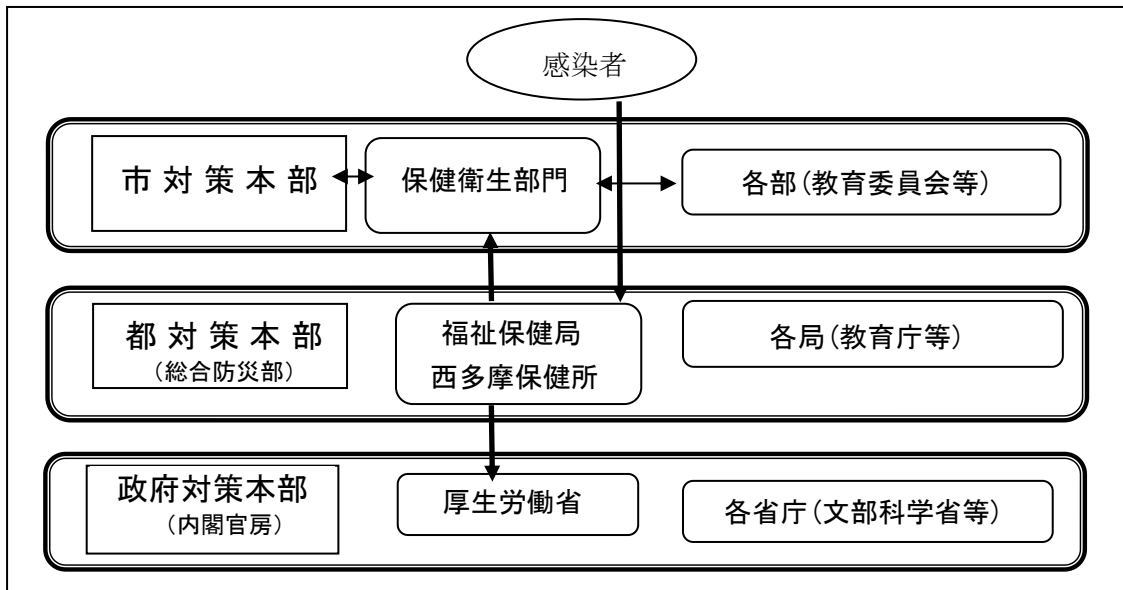 感染者
市対策本部
保健衛生部門
各部(教育委員会等)
都対策本部
(総合防災部)
福祉保健局
西多摩保健所
各局(教育庁等)
政府対策本部
(内閣官房)
厚生労働省
各省庁(文部科学省等)